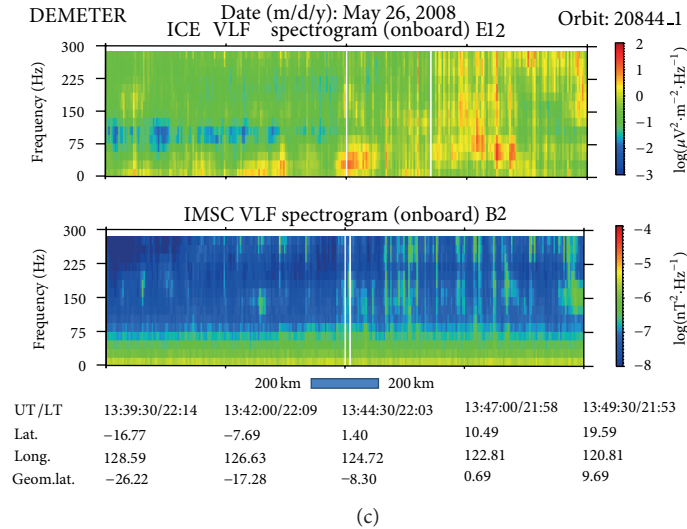 DEMETER Date (m/d/y): May 26, 2008 Orbit: 20844_1
ICE VLF spectrogram (onboard) E12
300
225
150
75
0
Frequency (Hz)
2
1
0
−1
−2
−3
log(μV²·m⁻²·Hz⁻¹)
IMSC VLF spectrogram (onboard) B2
300
225
150
75
0
Frequency (Hz)
−4
−5
−6
−7
−8
log(nT²·Hz⁻¹)
200 km 200 km
UT/LT 13:39:30/22:14 13:42:00/22:09 13:44:30/22:03 13:47:00/21:58 13:49:30/21:53
Lat. −16.77 −7.69 1.40 10.49 19.59
Long. 128.59 126.63 124.72 122.81 120.81
Geom.lat. −26.22 −17.28 −8.30 0.69 9.69
(c)